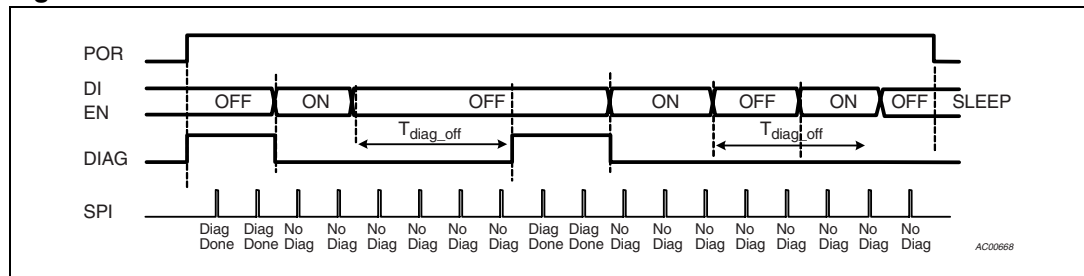 POR
DI
EN
OFF ON OFF ON OFF ON OFF SLEEP
Tdiag_off Tdiag_off
DIAG
SPI
Diag Diag No No No No No No Diag Diag No No No No No No No No
Done Done Diag Diag Diag Diag Diag Diag Done Done Diag Diag Diag Diag Diag Diag Diag Diag
AC00668